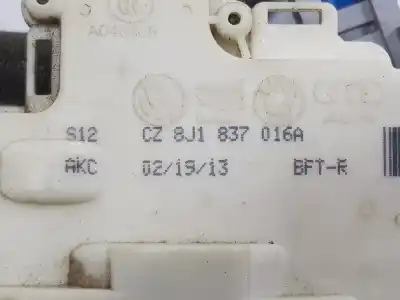 S12 CZ 8J1 837 016A
AKC 02/19/13 BFT-R